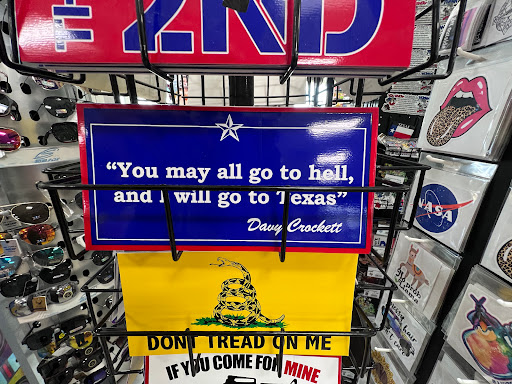 THE 2ND
"You may all go to hell,
and I will go to Texas"
Davy Crockett
NASA
DONT TREAD ON ME
IF YOU COME FOR MINE